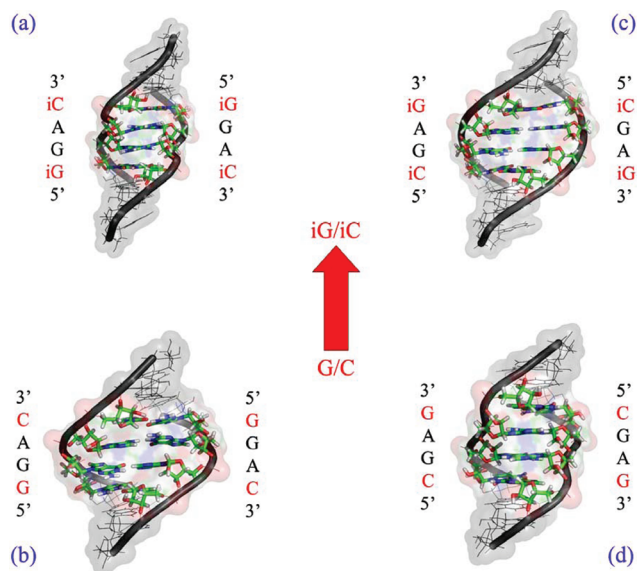 (a)
3’ 5’
iC iG
A G
G A
iG iC
5’ 3’
(c)
3’ 5’
iG iC
A G
G A
iC iG
5’ 3’
iG/iC
G/C
3’ 5’
C G
A G
G A
G C
5’ 3’
(b)
3’ 5’
G C
A G
G A
C G
5’ 3’
(d)